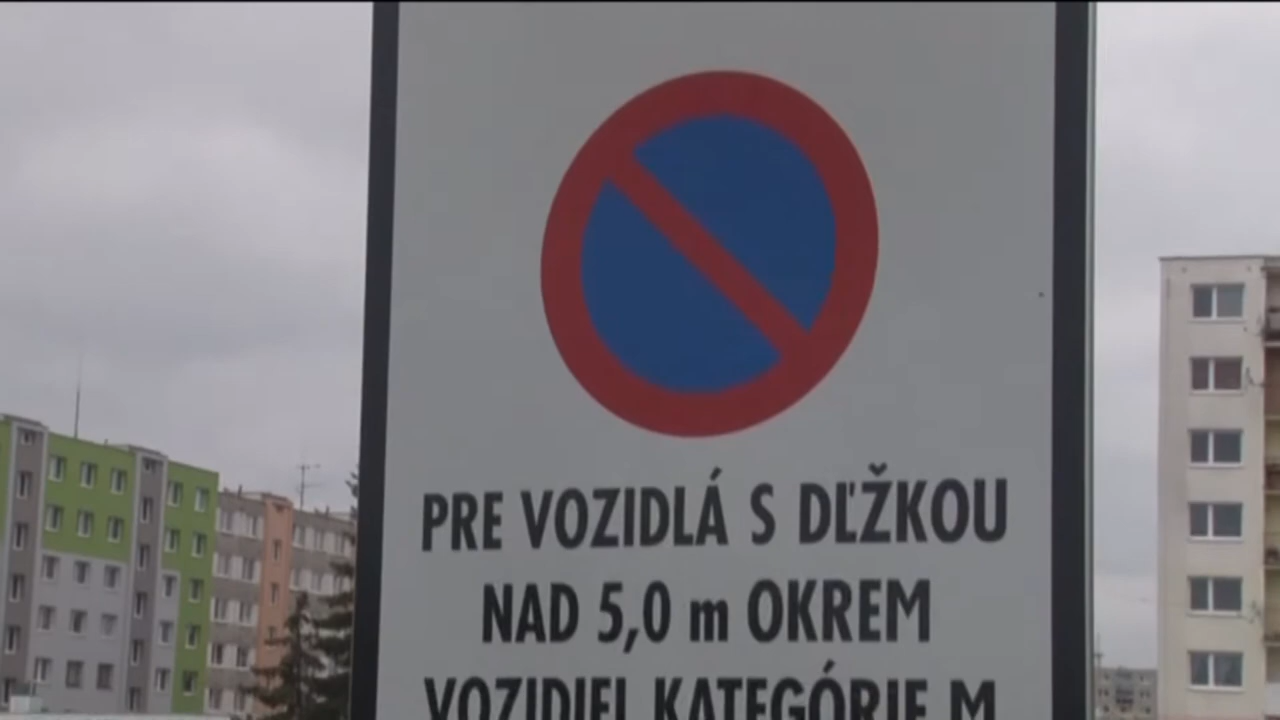 PRE VOZIDLÁ S DĹŽKOU
NAD 5,0 m OKREM
VOZIDIEL KATEGÓRIE M